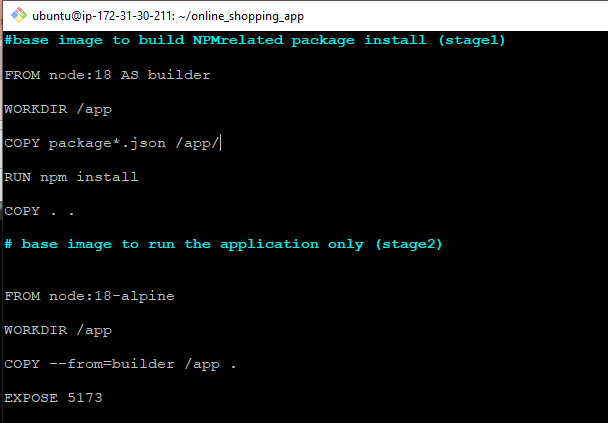 ubuntu@ip-172-31-30-211: ~/online_shopping_app
#base image to build NPMrelated package install (stage1)
FROM node:18 AS builder
WORKDIR /app
COPY package*.json /app/
RUN npm install
COPY . .
# base image to run the application only (stage2)
FROM node:18-alpine
WORKDIR /app
COPY --from=builder /app .
EXPOSE 5173